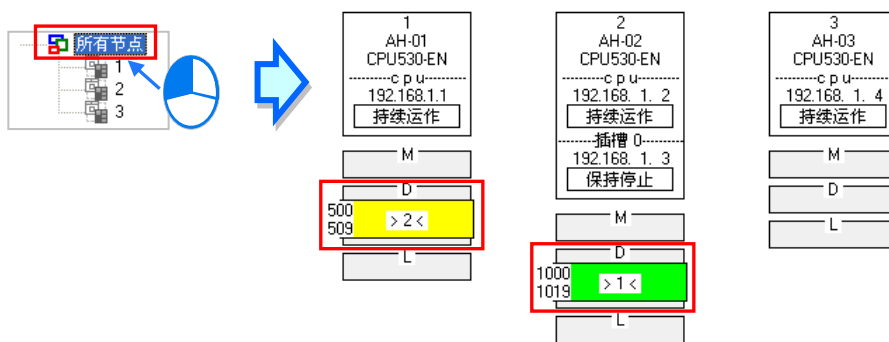 所有节点
1
2
3
1
AH-01
CPU530-EN
cpu
192.168.1.1
持续运作
M
D
500
509
>2<
L
2
AH-02
CPU530-EN
cpu
192.168. 1. 2
持续运作
插槽 0
192.168. 1. 3
保持停止
M
D
1000
1019
>1<
L
3
AH-03
CPU530-EN
cpu
192.168. 1. 4
持续运作
M
D
L